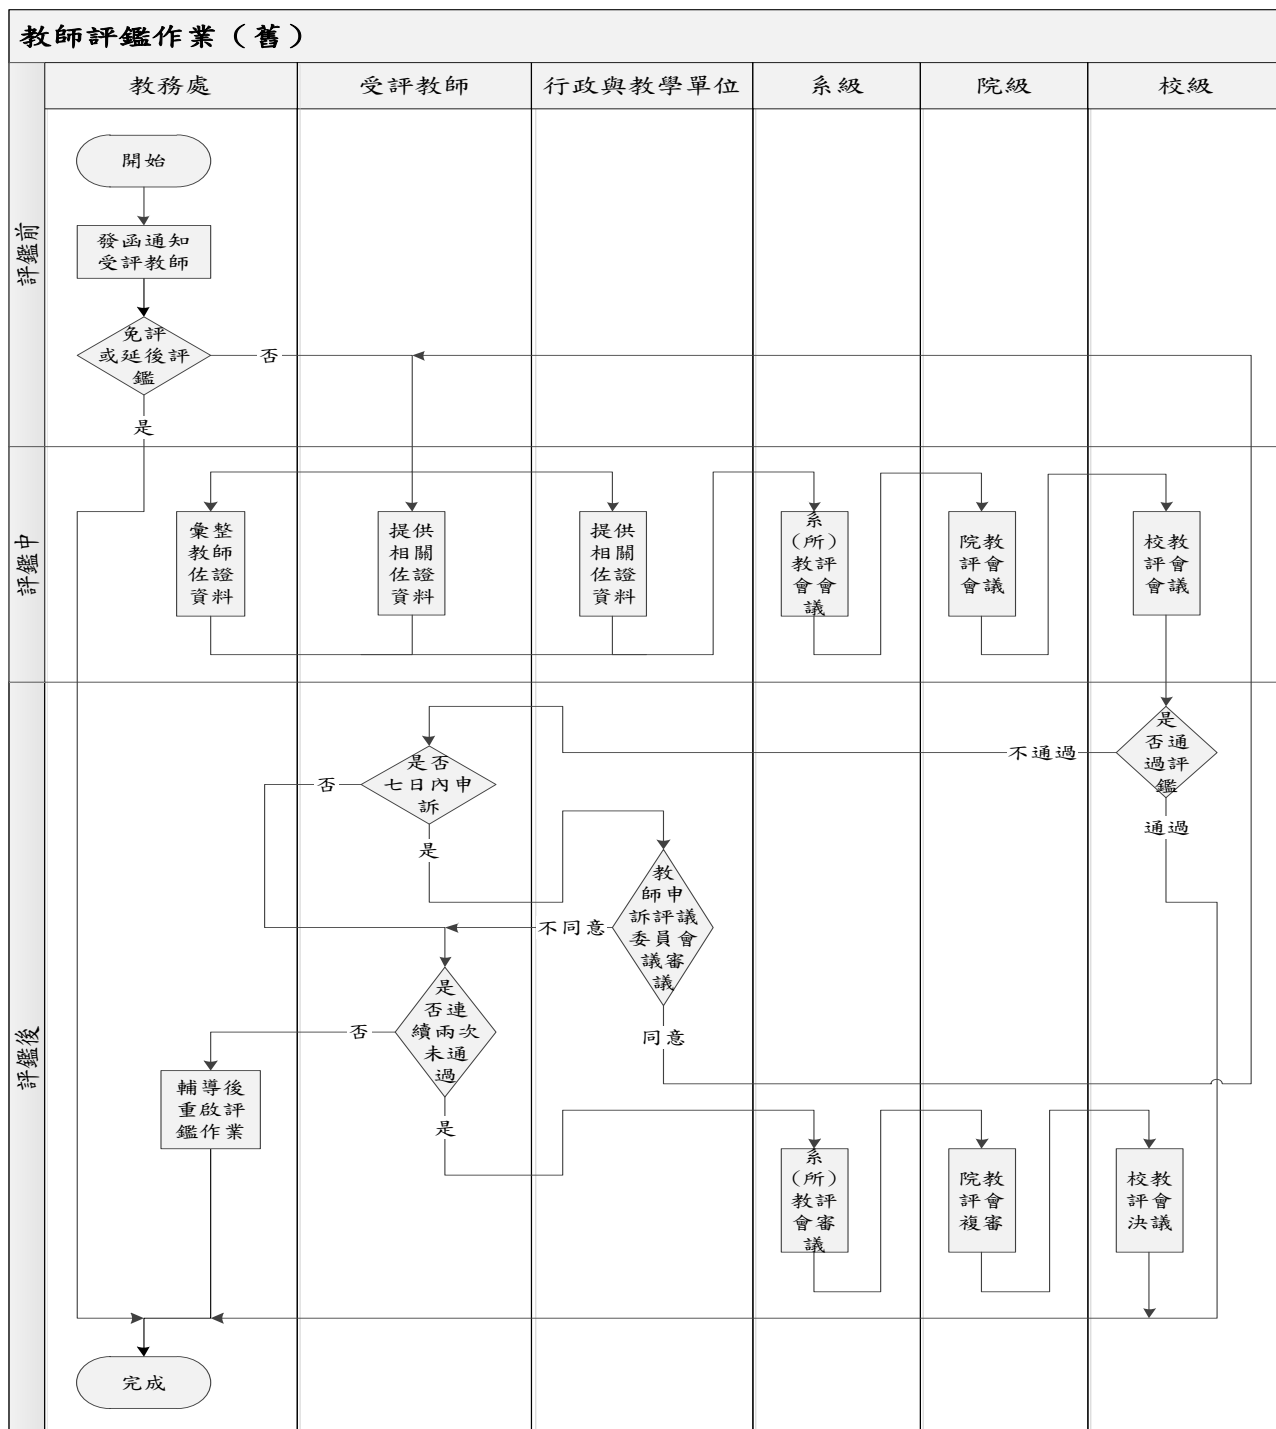 教師評鑑作業（舊）
教務處
受評教師
行政與教學單位
系級
院級
校級
評鑑前
開始
發函通知
受評教師
免評
或延後評
鑑
否
是
評鑑中
彙整
教師
佐證
資料
提供
相關
佐證
資料
提供
相關
佐證
資料
系
（所）
教評
會會
議
院教
評會
會議
校教
評會
會議
評鑑後
是
否通
過評
鑑
不通過
通過
是否
七日內申
訴
否
是
教
師申
訴評議
委員會
議審
議
不同意
同意
是
否連
續兩次
未通
過
否
是
輔導後
重啟評
鑑作業
系
（所）
教評
會審
議
院教
評會
複審
校教
評會
決議
完成